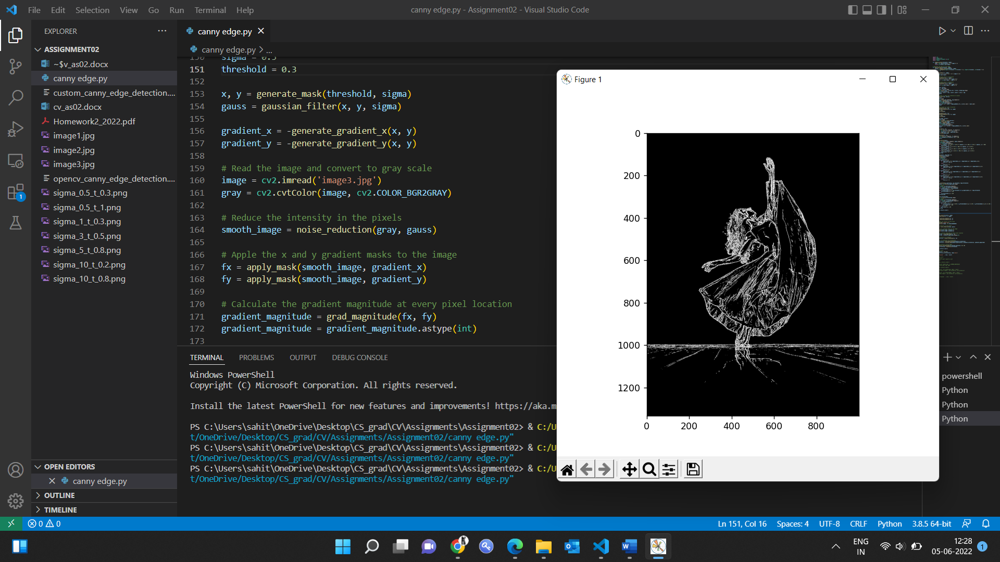 File Edit Selection View Go Run Terminal Help
canny edge.py - Assignment02 - Visual Studio Code
EXPLORER
ASSIGNMENT02
~$v_as02.docx
canny edge.py
custom_canny_edge_detection....
cv_as02.docx
Homework2_2022.pdf
image1.jpg
image2.jpg
image3.jpg
opencv_canny_edge_detection....
sigma_0.5_t_0.3.png
sigma_0.5_t_1.png
sigma_1_t_0.3.png
sigma_3_t_0.5.png
sigma_5_t_0.8.png
sigma_10_t_0.2.png
sigma_10_t_0.8.png
OPEN EDITORS
canny edge.py
OUTLINE
TIMELINE
1
canny edge.py
canny edge.py > ...
150 sigma = 0.5
151 threshold = 0.3
152
153 x, y = generate_mask(threshold, sigma)
154 gauss = gaussian_filter(x, y, sigma)
155
156 gradient_x = -generate_gradient_x(x, y)
157 gradient_y = -generate_gradient_y(x, y)
158
159 # Read the image and convert to gray scale
160 image = cv2.imread('image3.jpg')
161 gray = cv2.cvtColor(image, cv2.COLOR_BGR2GRAY)
162
163 # Reduce the intensity in the pixels
164 smooth_image = noise_reduction(gray, gauss)
165
166 # Apple the x and y gradient masks to the image
167 fx = apply_mask(smooth_image, gradient_x)
168 fy = apply_mask(smooth_image, gradient_y)
169
170 # Calculate the gradient magnitude at every pixel location
171 gradient_magnitude = grad_magnitude(fx, fy)
172 gradient_magnitude = gradient_magnitude.astype(int)
173
TERMINAL PROBLEMS OUTPUT DEBUG CONSOLE
Windows PowerShell
Copyright (C) Microsoft Corporation. All rights reserved.
Install the latest PowerShell for new features and improvements! https://aka.m
PS C:\Users\sahit\OneDrive\Desktop\CS_grad\CV\Assignments\Assignment02> & C:/U
t/OneDrive/Desktop/CS_grad/CV/Assignments/Assignment02/canny edge.py"
PS C:\Users\sahit\OneDrive\Desktop\CS_grad\CV\Assignments\Assignment02> & C:/U
t/OneDrive/Desktop/CS_grad/CV/Assignments/Assignment02/canny edge.py"
PS C:\Users\sahit\OneDrive\Desktop\CS_grad\CV\Assignments\Assignment02> & C:/U
t/OneDrive/Desktop/CS_grad/CV/Assignments/Assignment02/canny edge.py"
Figure 1
0
200
400
600
800
1000
1200
0 200 400 600 800
powershell
Python
Python
Python
0 0
Ln 151, Col 16 Spaces: 4 UTF-8 CRLF Python 3.8.5 64-bit
ENG
IN
12:28
05-06-2022
1